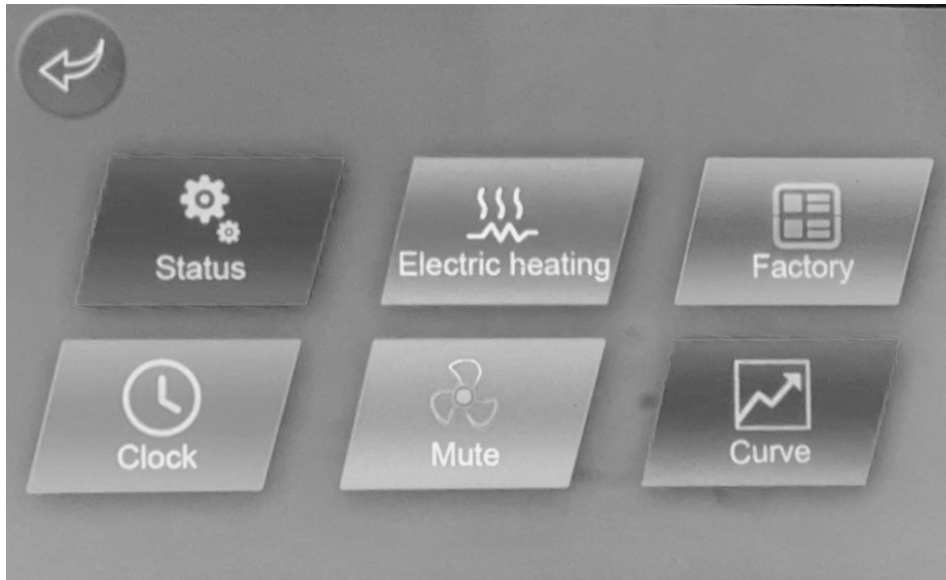 Status
Electric heating
Factory
Clock
Mute
Curve